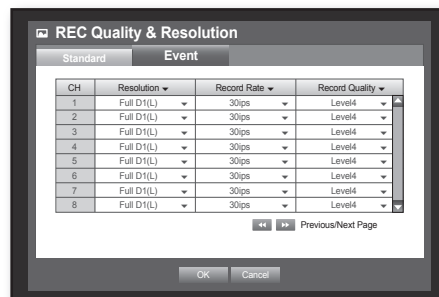 REC Quality & Resolution
Standard Event
CH Resolution Record Rate Record Quality
1 Full D1(L) 30ips Level4
2 Full D1(L) 30ips Level4
3 Full D1(L) 30ips Level4
4 Full D1(L) 30ips Level4
5 Full D1(L) 30ips Level4
6 Full D1(L) 30ips Level4
7 Full D1(L) 30ips Level4
8 Full D1(L) 30ips Level4
Previous/Next Page
OK Cancel